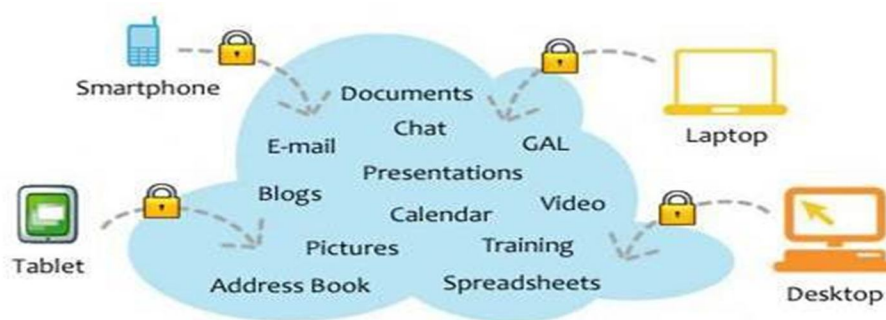 Smartphone
Documents
Chat
E-mail
GAL
Laptop
Presentations
Blogs
Video
Calendar
Pictures
Training
Tablet
Address Book
Spreadsheets
Desktop